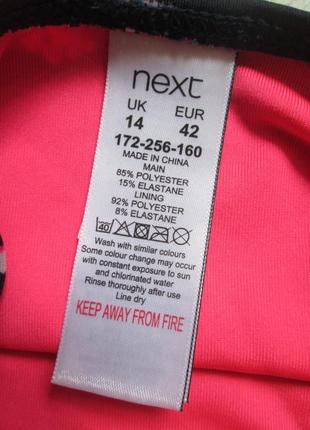 next
UK EUR
14 42
172-256-160
MADE IN CHINA
MAIN
85% POLYESTER
15% ELASTANE
LINING
92% POLYESTER
8% ELASTANE
40
Wash with similar colours
Some colour change may occur
with constant exposure to sun
and chlorinated water
Rinse thoroughly after use
Line dry
KEEP AWAY FROM FIRE